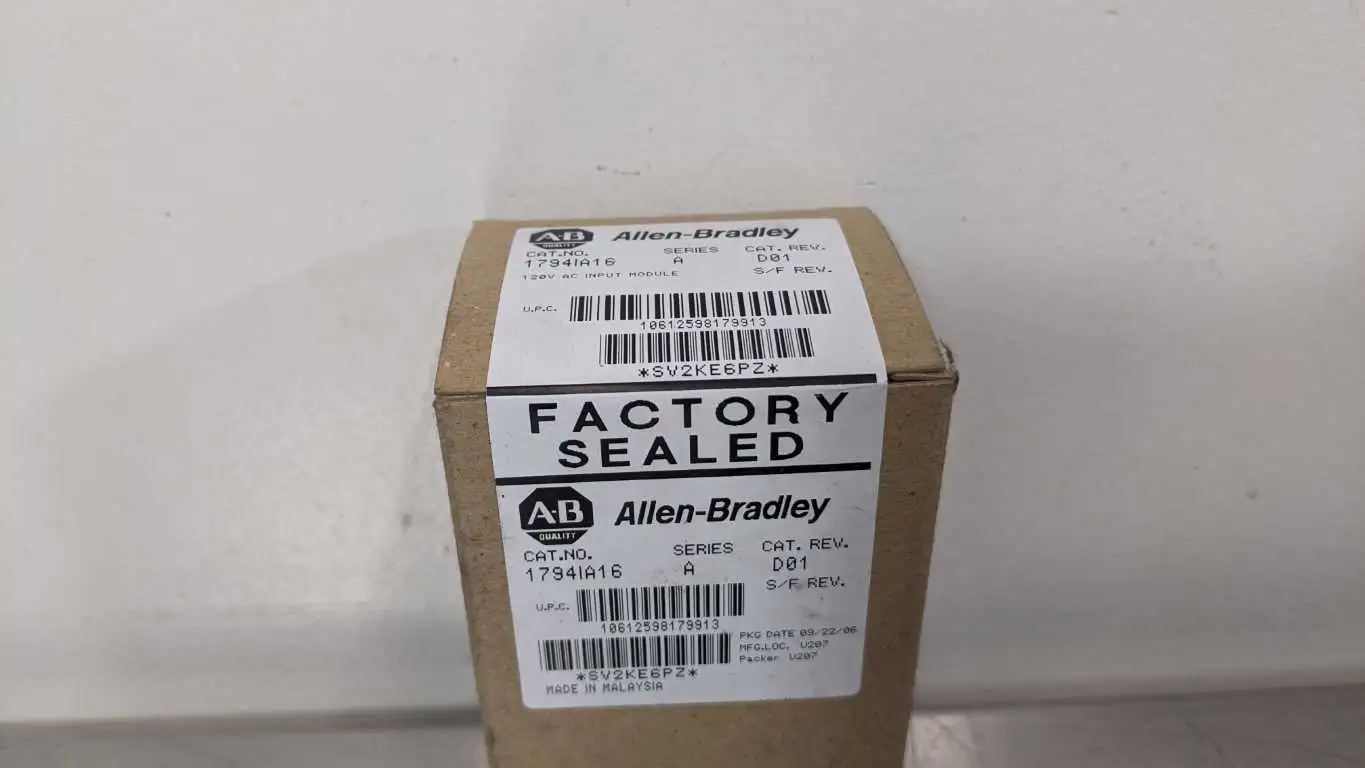 A-B QUALITY Allen-Bradley
CAT.NO. SERIES CAT. REV.
1794IA16 A D01
120V AC INPUT MODULE S/F REV.
U.P.C.
10612598179913
*SV2KE6PZ*
FACTORY
SEALED
A-B QUALITY Allen-Bradley
CAT.NO. SERIES CAT. REV.
1794IA16 A D01
S/F REV.
U.P.C.
10612598179913
PKG DATE 09/22/06
MFG.LOC. U207
Packer U207
*SV2KE6PZ*
MADE IN MALAYSIA